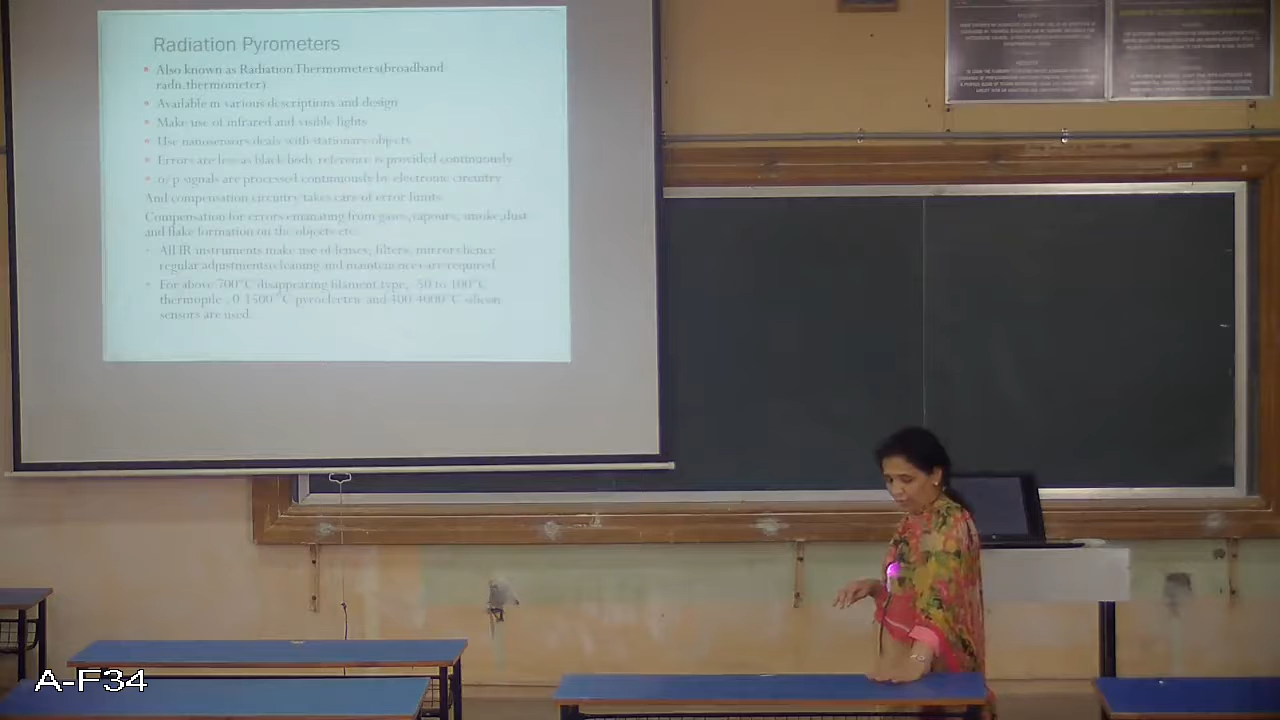 Radiation Pyrometers
Also known as Radiation Thermometers(broadband
radn.thermometer)
Available in various descriptions and design
Make use of infrared and visible lights
Use nanosensors deals with stationary objects
Errors are less as black body reference is provided continuously
o/p signals are processed continuously by electronic circuitry
And compensation circuitry takes care of error limits
Compensation for errors emanating from gases, vapours, smoke,dust
and flake formation on the objects etc.
All IR instruments make use of lenses, filters, mirrors hence
regular adjustments cleaning and maintenance are required
For above 700°C disappearing filament type, -50 to 100°C
thermopile, 0-1500°C pyroelectric and 400-4000°C silicon
sensors are used.
A-F34